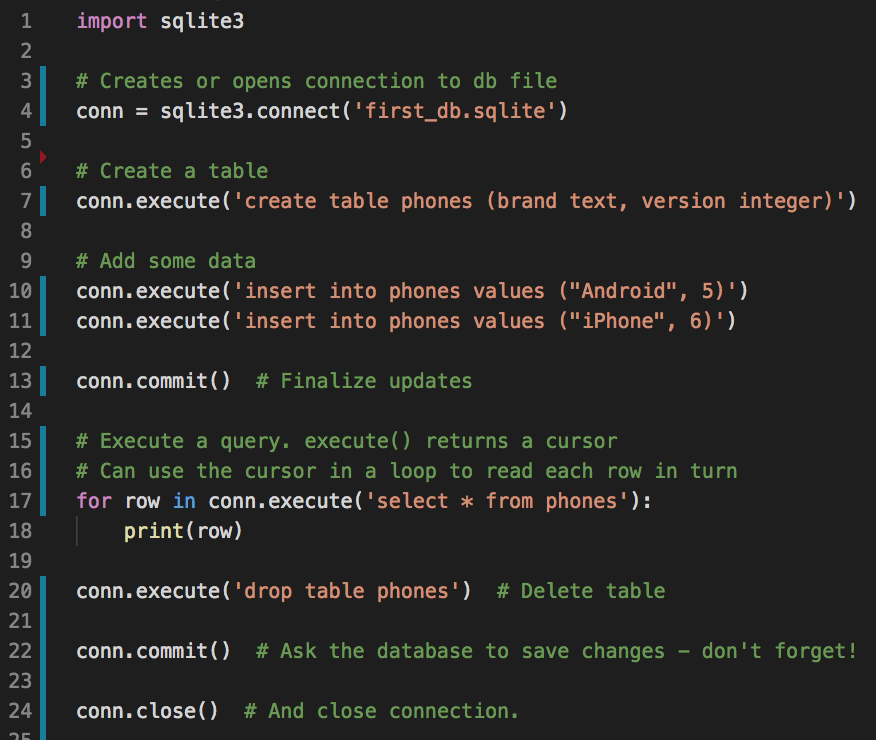 1 import sqlite3
2
3 # Creates or opens connection to db file
4 conn = sqlite3.connect('first_db.sqlite')
5
6 # Create a table
7 conn.execute('create table phones (brand text, version integer)')
8
9 # Add some data
10 conn.execute('insert into phones values ("Android", 5)')
11 conn.execute('insert into phones values ("iPhone", 6)')
12
13 conn.commit()  # Finalize updates
14
15 # Execute a query. execute() returns a cursor
16 # Can use the cursor in a loop to read each row in turn
17 for row in conn.execute('select * from phones'):
18     print(row)
19
20 conn.execute('drop table phones')  # Delete table
21
22 conn.commit()  # Ask the database to save changes – don't forget!
23
24 conn.close()  # And close connection.
25